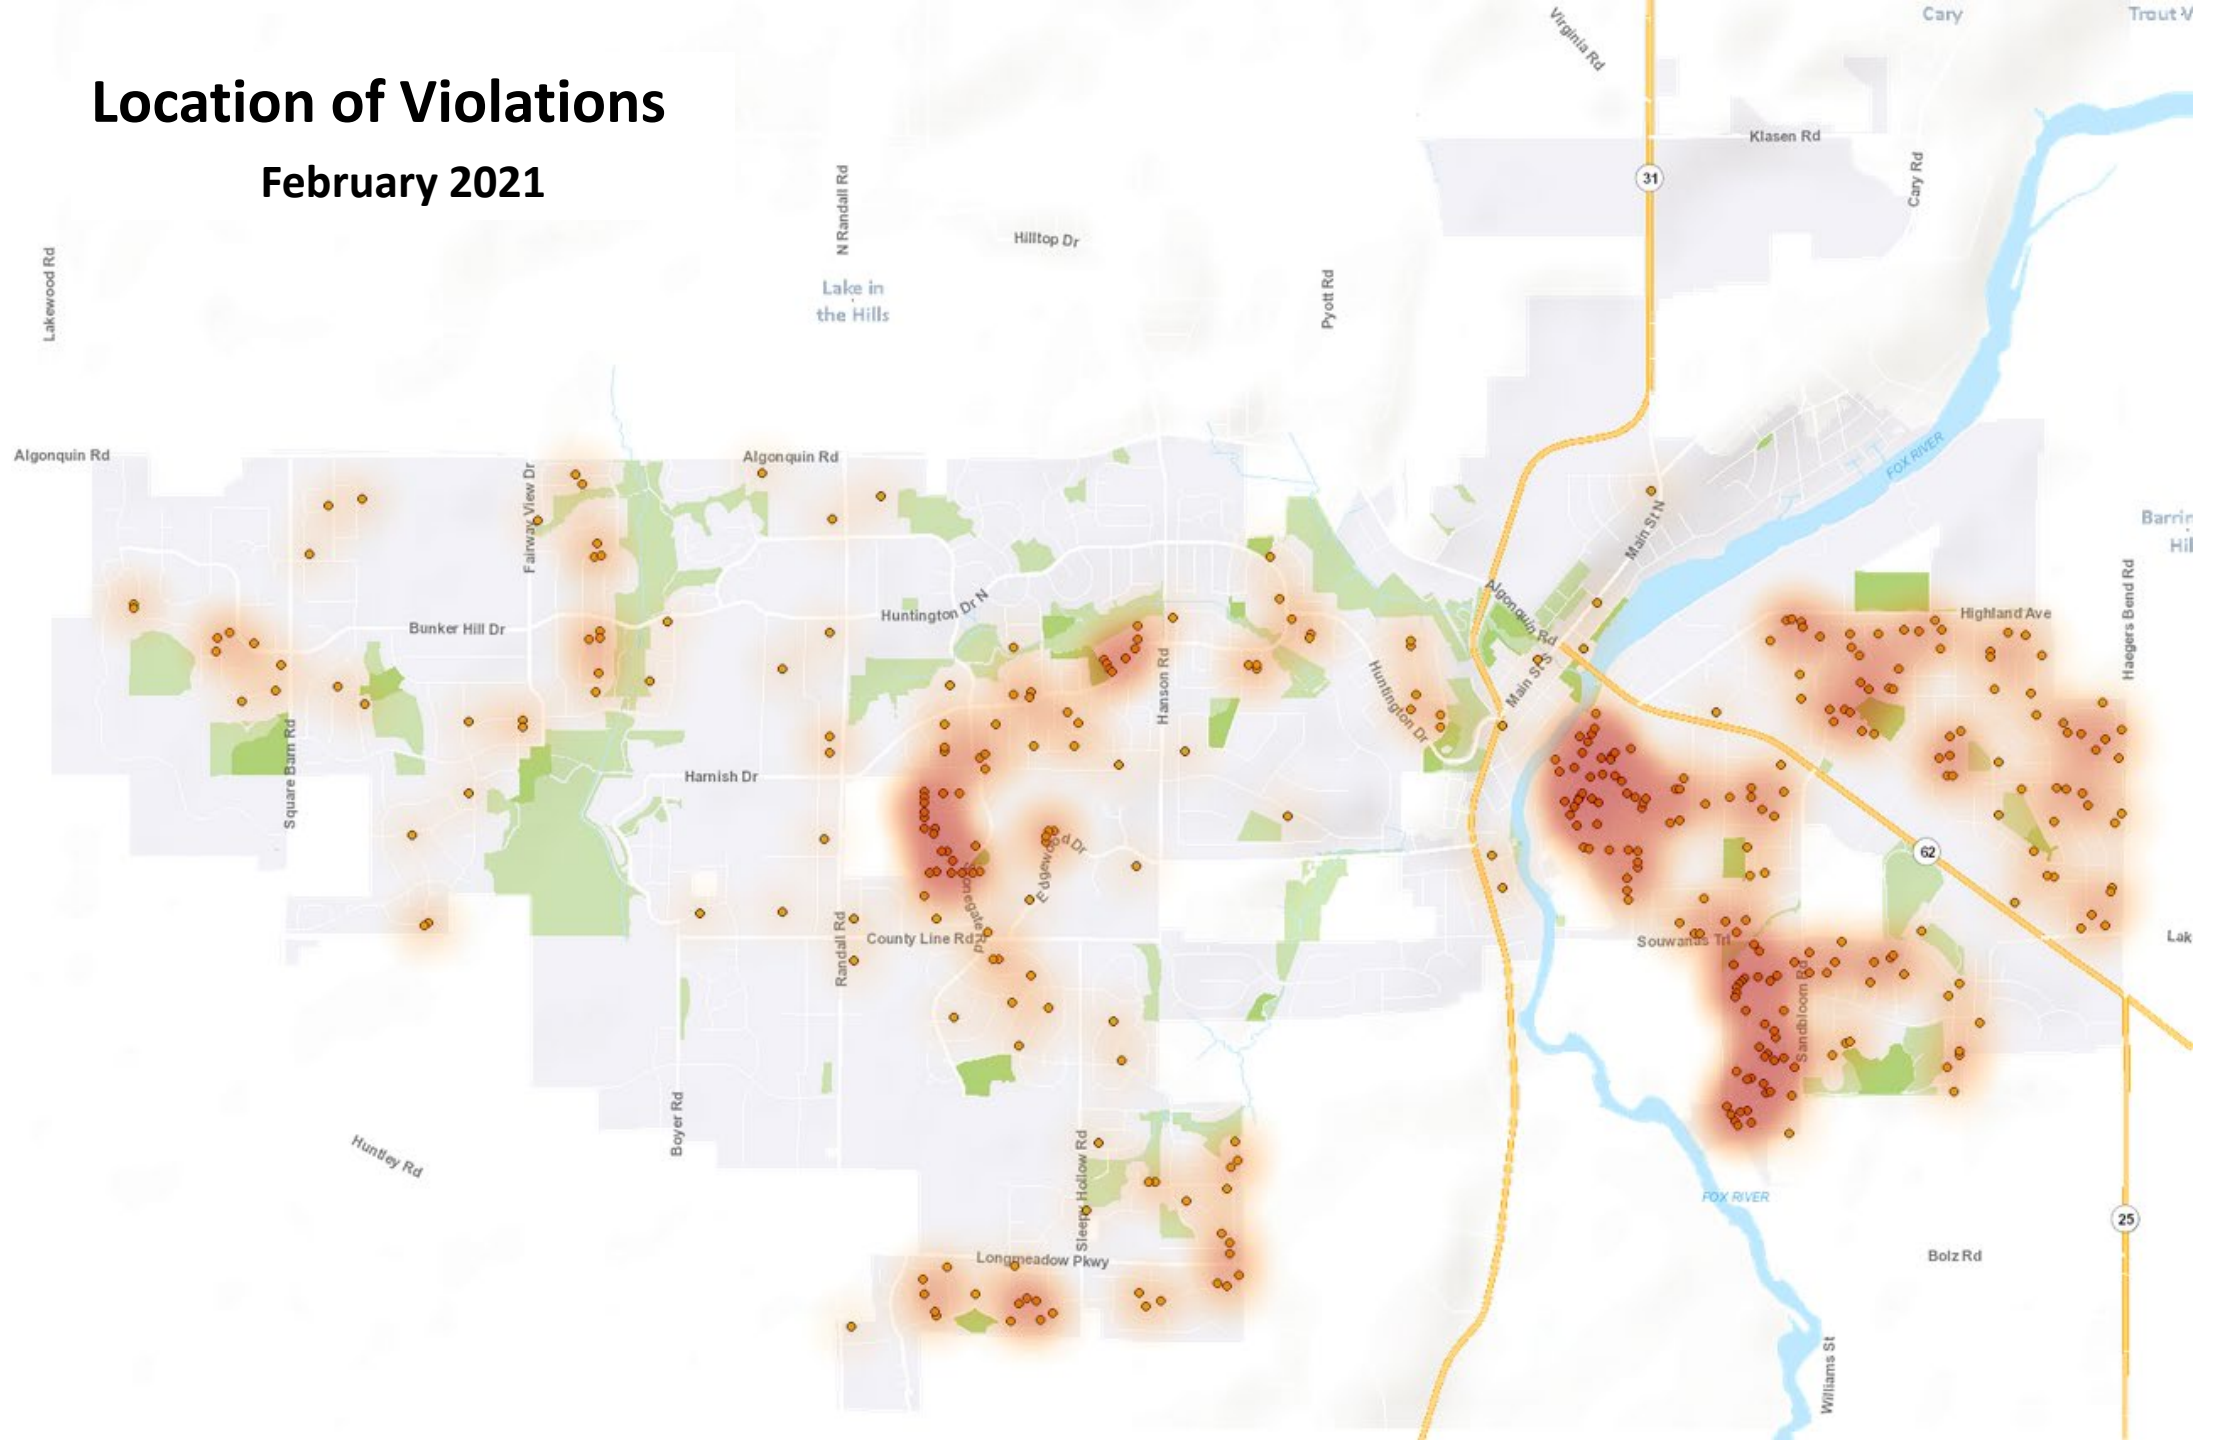 Location of Violations
February 2021
Virginia Rd
Cary
Klasen Rd
31
Cary Rd
N Randall Rd
Hilltop Dr
Lakewood Rd
Lake in
the Hills
Pyott Rd
Algonquin Rd
Algonquin Rd
Fairway View Dr
FOX RIVER
Main St N
Algonquin Rd
Huntington Dr N
Bunker Hill Dr
Highland Ave
Haegers Bend Rd
Hanson Rd
Huntington Dr
Main St S
Square Barn Rd
Harnish Dr
Edgewood Dr
62
Stonegate Rd
Randall Rd
County Line Rd
Souwanas Trl
Sandbloom Rd
Boyer Rd
Huntley Rd
Sleepy Hollow Rd
FOX RIVER
25
Longmeadow Pkwy
Bolz Rd
Williams St